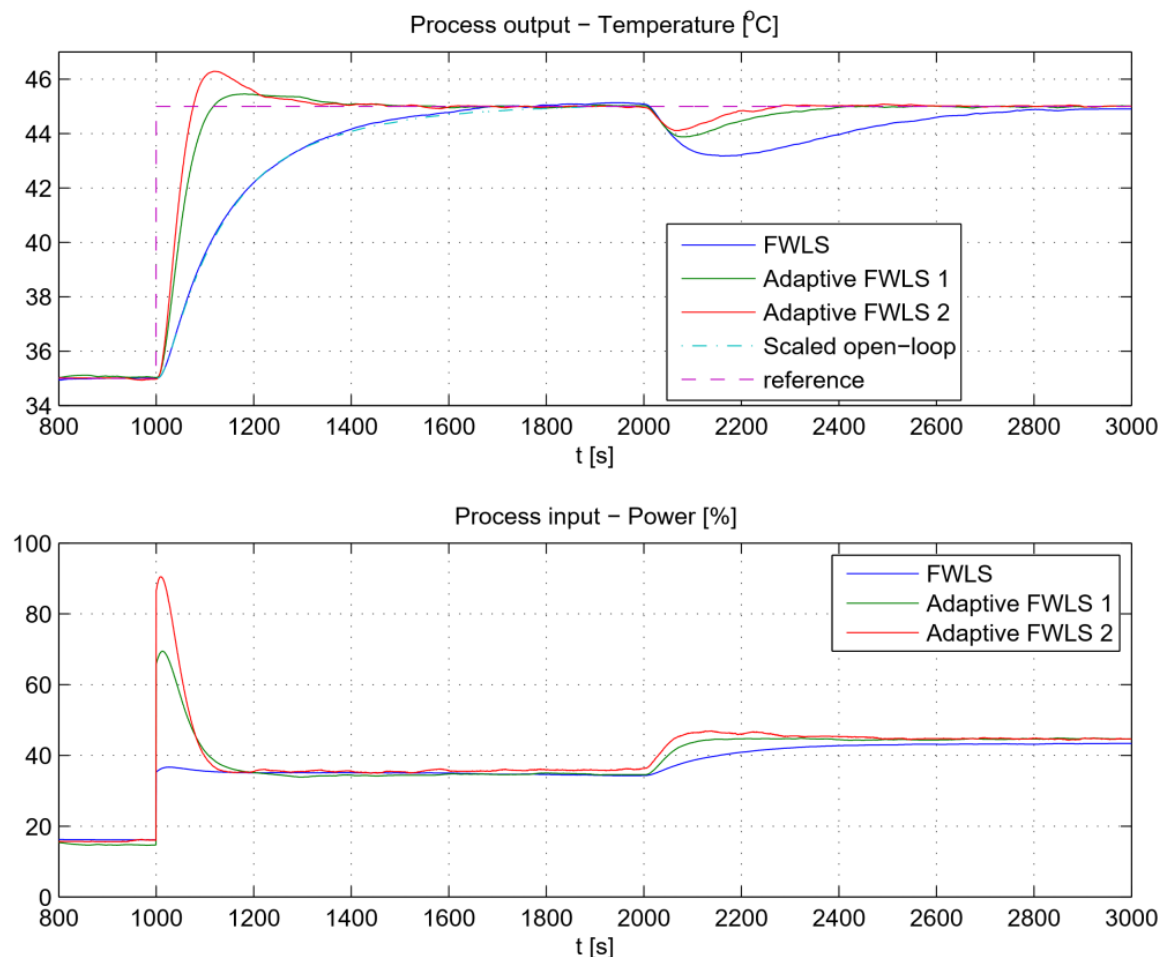 Process output − Temperature [°C]
46
44
42
40
38
36
34
800 1000 1200 1400 1600 1800 2000 2200 2400 2600 2800 3000
t [s]
FWLS
Adaptive FWLS 1
Adaptive FWLS 2
Scaled open−loop
reference
Process input − Power [%]
100
80
60
40
20
0
800 1000 1200 1400 1600 1800 2000 2200 2400 2600 2800 3000
t [s]
FWLS
Adaptive FWLS 1
Adaptive FWLS 2